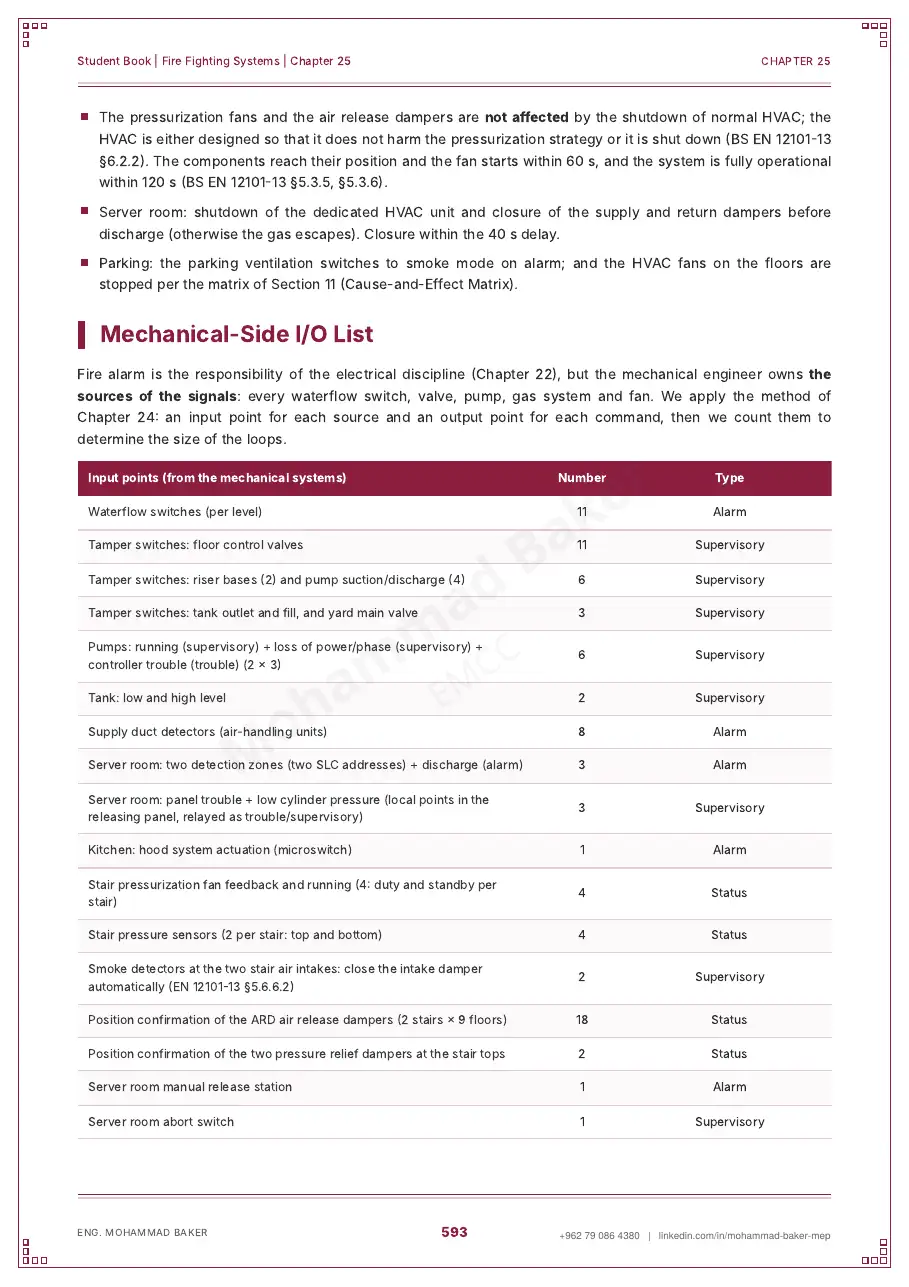 Student Book | Fire Fighting Systems | Chapter 25
CHAPTER 25
The pressurization fans and the air release dampers are not affected by the shutdown of normal HVAC; the
HVAC is either designed so that it does not harm the pressurization strategy or it is shut down (BS EN 12101-13
§6.2.2). The components reach their position and the fan starts within 60 s, and the system is fully operational
within 120 s (BS EN 12101-13 §5.3.5, §5.3.6).
Server room: shutdown of the dedicated HVAC unit and closure of the supply and return dampers before
discharge (otherwise the gas escapes). Closure within the 40 s delay.
Parking: the parking ventilation switches to smoke mode on alarm; and the HVAC fans on the floors are
stopped per the matrix of Section 11 (Cause-and-Effect Matrix).
Mechanical-Side I/O List
Fire alarm is the responsibility of the electrical discipline (Chapter 22), but the mechanical engineer owns the
sources of the signals: every waterflow switch, valve, pump, gas system and fan. We apply the method of
Chapter 24: an input point for each source and an output point for each command, then we count them to
determine the size of the loops.
Input points (from the mechanical systems) Number Type
Waterflow switches (per level) 11 Alarm
Tamper switches: floor control valves 11 Supervisory
Tamper switches: riser bases (2) and pump suction/discharge (4) 6 Supervisory
Tamper switches: tank outlet and fill, and yard main valve 3 Supervisory
Pumps: running (supervisory) + loss of power/phase (supervisory) +
controller trouble (trouble) (2 × 3) 6 Supervisory
Tank: low and high level 2 Supervisory
Supply duct detectors (air-handling units) 8 Alarm
Server room: two detection zones (two SLC addresses) + discharge (alarm) 3 Alarm
Server room: panel trouble + low cylinder pressure (local points in the
releasing panel, relayed as trouble/supervisory) 3 Supervisory
Kitchen: hood system actuation (microswitch) 1 Alarm
Stair pressurization fan feedback and running (4: duty and standby per
stair) 4 Status
Stair pressure sensors (2 per stair: top and bottom) 4 Status
Smoke detectors at the two stair air intakes: close the intake damper
automatically (EN 12101-13 §5.6.6.2) 2 Supervisory
Position confirmation of the ARD air release dampers (2 stairs × 9 floors) 18 Status
Position confirmation of the two pressure relief dampers at the stair tops 2 Status
Server room manual release station 1 Alarm
Server room abort switch 1 Supervisory
Mohammad Baker
EMCC
ENG. MOHAMMAD BAKER
593
+962 79 086 4380 | linkedin.com/in/mohammad-baker-mep